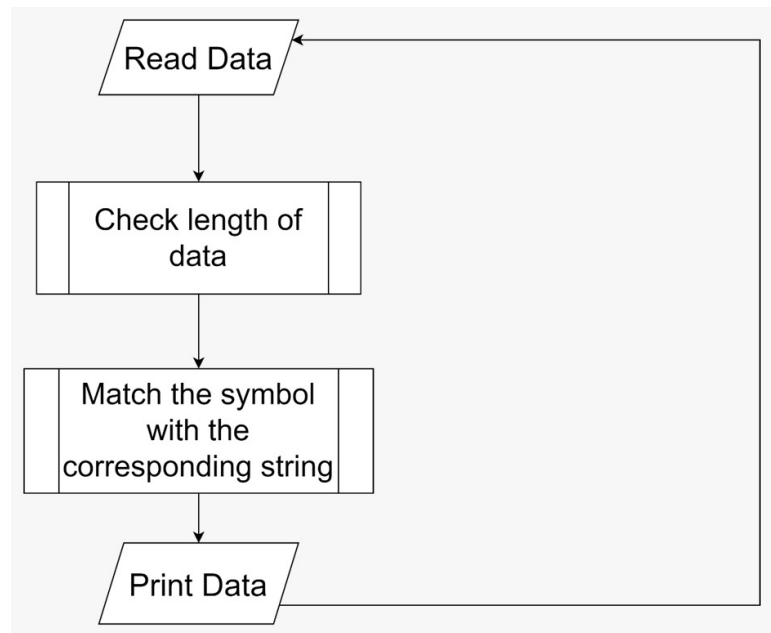 Read Data
Check length of
data
Match the symbol
with the
corresponding string
Print Data